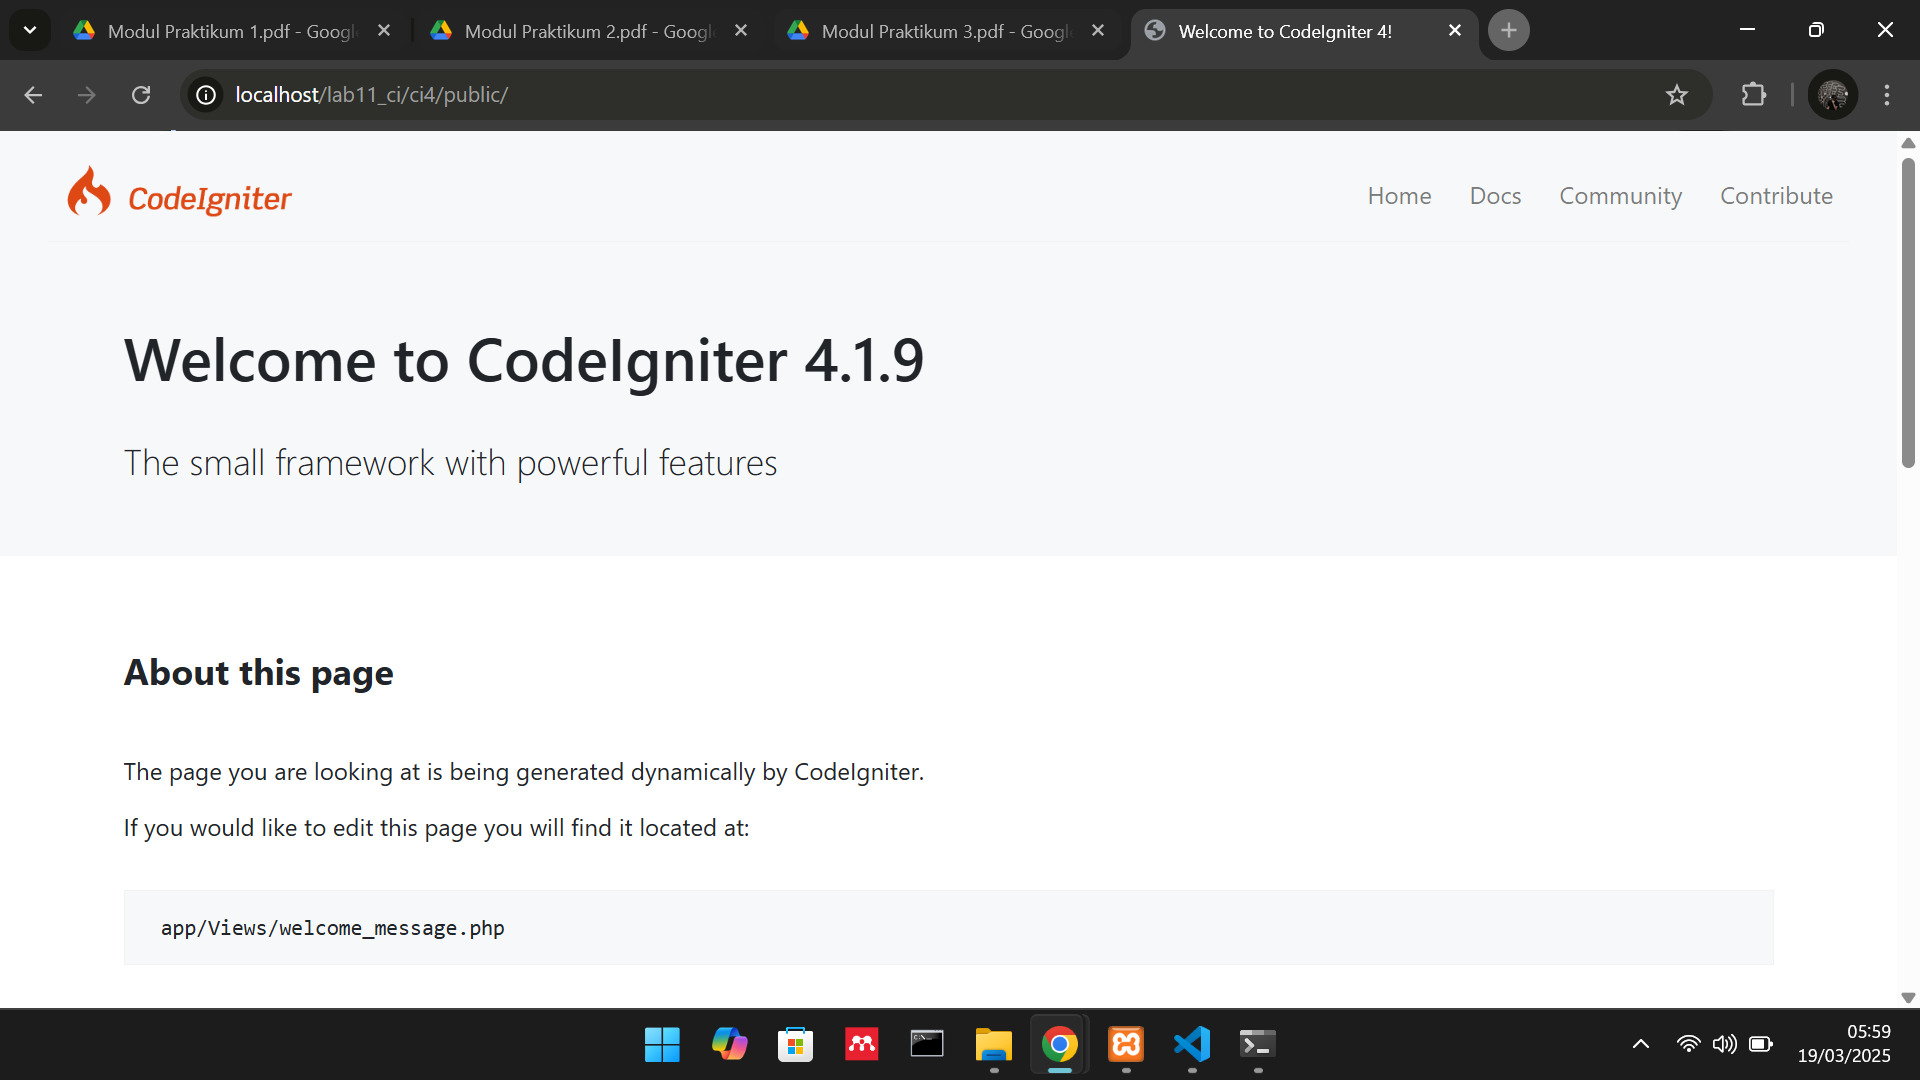 Modul Praktikum 1.pdf - Googl
Modul Praktikum 2.pdf - Googl
Modul Praktikum 3.pdf - Googl
Welcome to CodeIgniter 4!
localhost/lab11_ci/ci4/public/
CodeIgniter
Home
Docs
Community
Contribute
Welcome to CodeIgniter 4.1.9
The small framework with powerful features
About this page
The page you are looking at is being generated dynamically by CodeIgniter.
If you would like to edit this page you will find it located at:
app/Views/welcome_message.php
05:59
19/03/2025